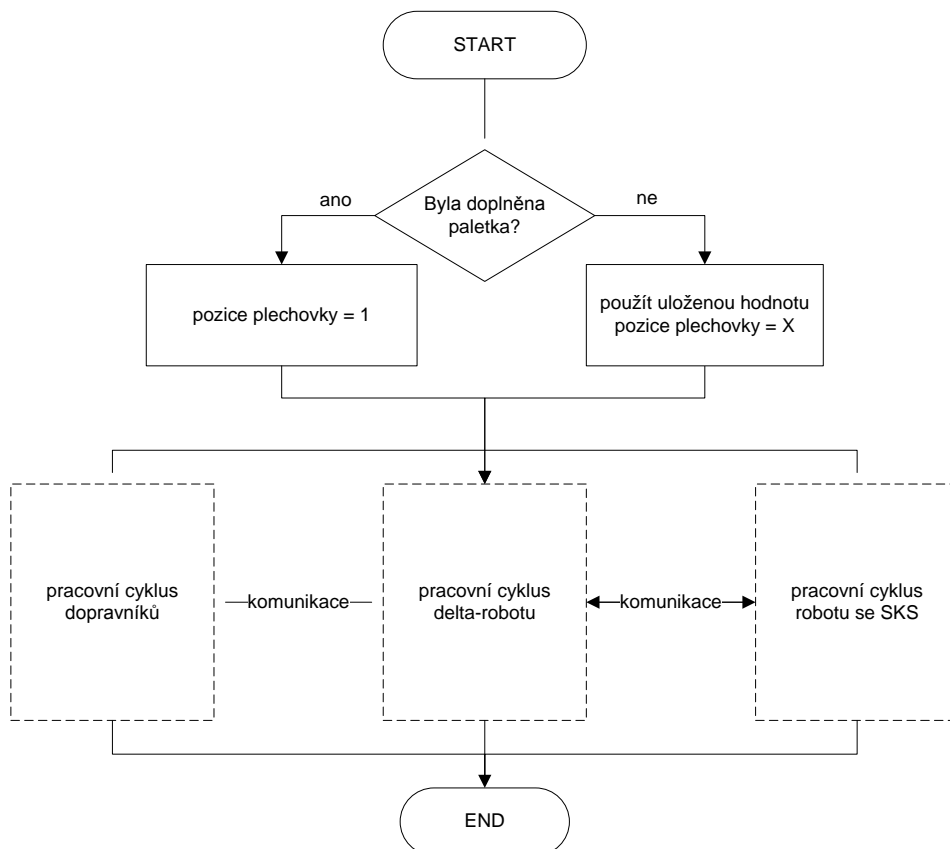 START
ano
Byla doplněna
paletka?
ne
pozice plechovky = 1
použít uloženou hodnotu
pozice plechovky = X
pracovní cyklus
dopravníků
komunikace
pracovní cyklus
delta-robotu
komunikace
pracovní cyklus
robotu se SKS
END